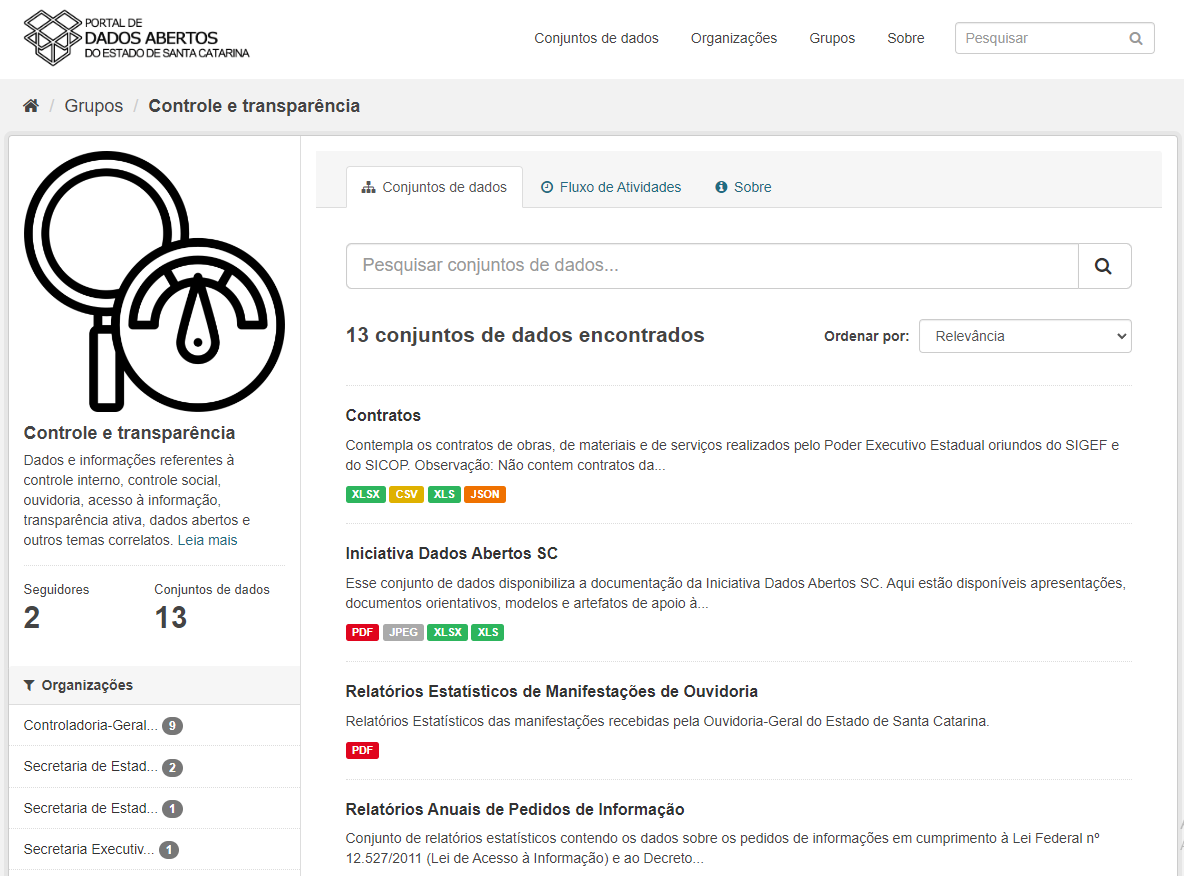 PORTAL DE
DADOS ABERTOS
DO ESTADO DE SANTA CATARINA
Conjuntos de dados
Organizações
Grupos
Sobre
Pesquisar
/ Grupos / Controle e transparência
Controle e transparência
Dados e informações referentes à
controle interno, controle social,
ouvidoria, acesso à informação,
transparência ativa, dados abertos e
outros temas correlatos. Leia mais
Seguidores
2
Conjuntos de dados
13
Organizações
Controladoria-Geral... 9
Secretaria de Estad... 2
Secretaria de Estad... 1
Secretaria Executiv... 1
Conjuntos de dados
Fluxo de Atividades
Sobre
Pesquisar conjuntos de dados...
13 conjuntos de dados encontrados
Ordenar por: Relevância
Contratos
Contempla os contratos de obras, de materiais e de serviços realizados pelo Poder Executivo Estadual oriundos do SIGEF e
do SICOP. Observação: Não contem contratos da...
XLSX CSV XLS JSON
Iniciativa Dados Abertos SC
Esse conjunto de dados disponibiliza a documentação da Iniciativa Dados Abertos SC. Aqui estão disponíveis apresentações,
documentos orientativos, modelos e artefatos de apoio à...
PDF JPEG XLSX XLS
Relatórios Estatísticos de Manifestações de Ouvidoria
Relatórios Estatísticos das manifestações recebidas pela Ouvidoria-Geral do Estado de Santa Catarina.
PDF
Relatórios Anuais de Pedidos de Informação
Conjunto de relatórios estatísticos contendo os dados sobre os pedidos de informações em cumprimento à Lei Federal nº
12.527/2011 (Lei de Acesso à Informação) e ao Decreto...